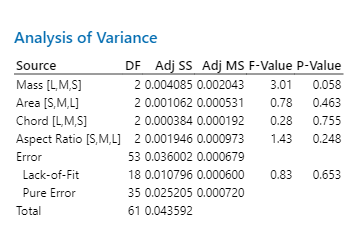 Analysis of Variance
Source DF Adj SS Adj MS F-Value P-Value
Mass [L,M,S] 2 0.004085 0.002043 3.01 0.058
Area [S,M,L] 2 0.001062 0.000531 0.78 0.463
Chord [L,M,S] 2 0.000384 0.000192 0.28 0.755
Aspect Ratio [S,M,L] 2 0.001946 0.000973 1.43 0.248
Error 53 0.036002 0.000679
Lack-of-Fit 18 0.010796 0.000600 0.83 0.653
Pure Error 35 0.025205 0.000720
Total 61 0.043592